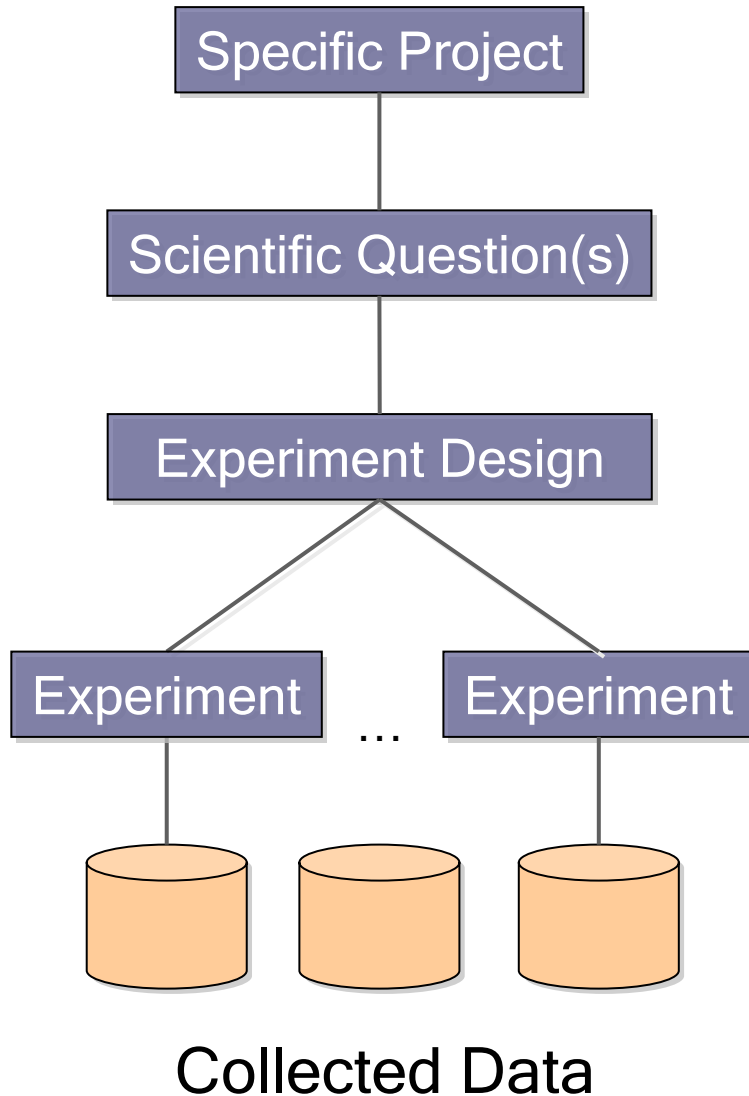 Specific Project
Scientific Question(s)
Experiment Design
Experiment
Experiment
...
Collected Data